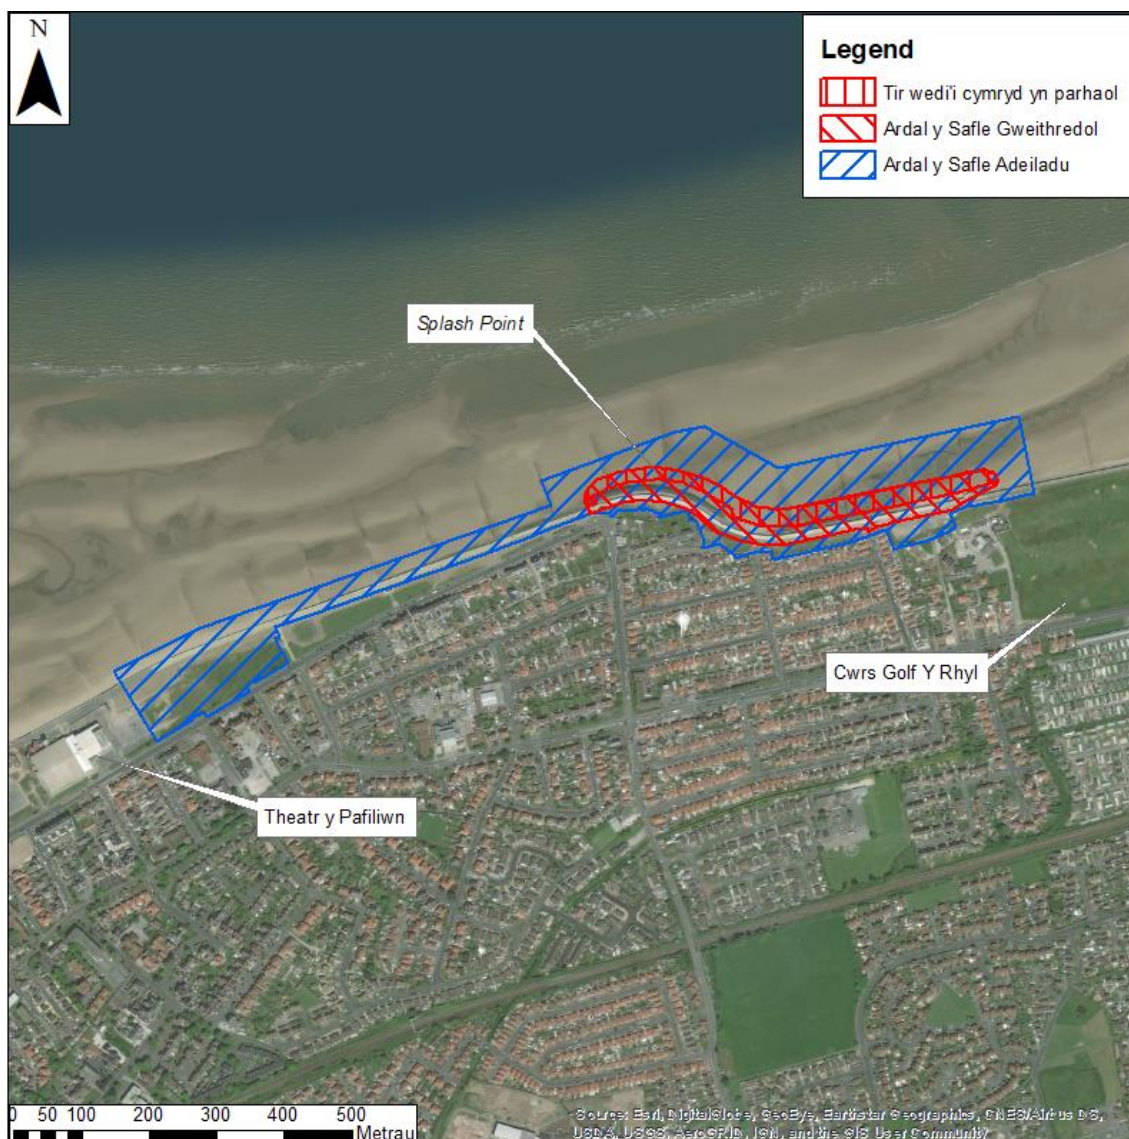 N
Legend
Tir wedi'i cymryd yn parhaol
Ardal y Safle Gweithredol
Ardal y Safle Adeiladu
Splash Point
Cwrs Golf Y Rhyl
Theatr y Pafiliwn
0 50 100 200 300 400 500
Metrau
Source: Esri, DigitalGlobe, GeoEye, Earthstar Geographics, CNES/Airbus DS,
USDA, USGS, AeroGRID, IGN, and the GIS User Community